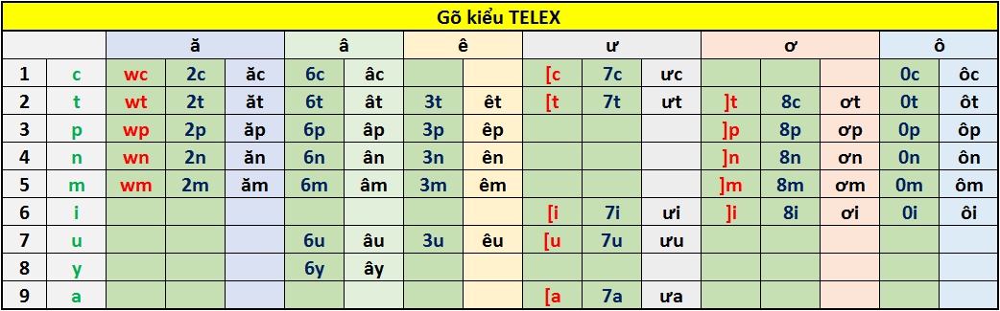 Gõ kiểu TELEX
ă â ê ư ơ ô
1 c wc 2c ăc 6c âc [c 7c ưc 0c ôc
2 t wt 2t ăt 6t ât 3t êt [t 7t ưt ]t 8c ơt 0t ôt
3 p wp 2p ăp 6p âp 3p êp ]p 8p ơp 0p ôp
4 n wn 2n ăn 6n ân 3n ên ]n 8n ơn 0n ôn
5 m wm 2m ăm 6m âm 3m êm ]m 8m ơm 0m ôm
6 i [i 7i ưi ]i 8i ơi 0i ôi
7 u 6u âu 3u êu [u 7u ưu
8 y 6y ây
9 a [a 7a ưa